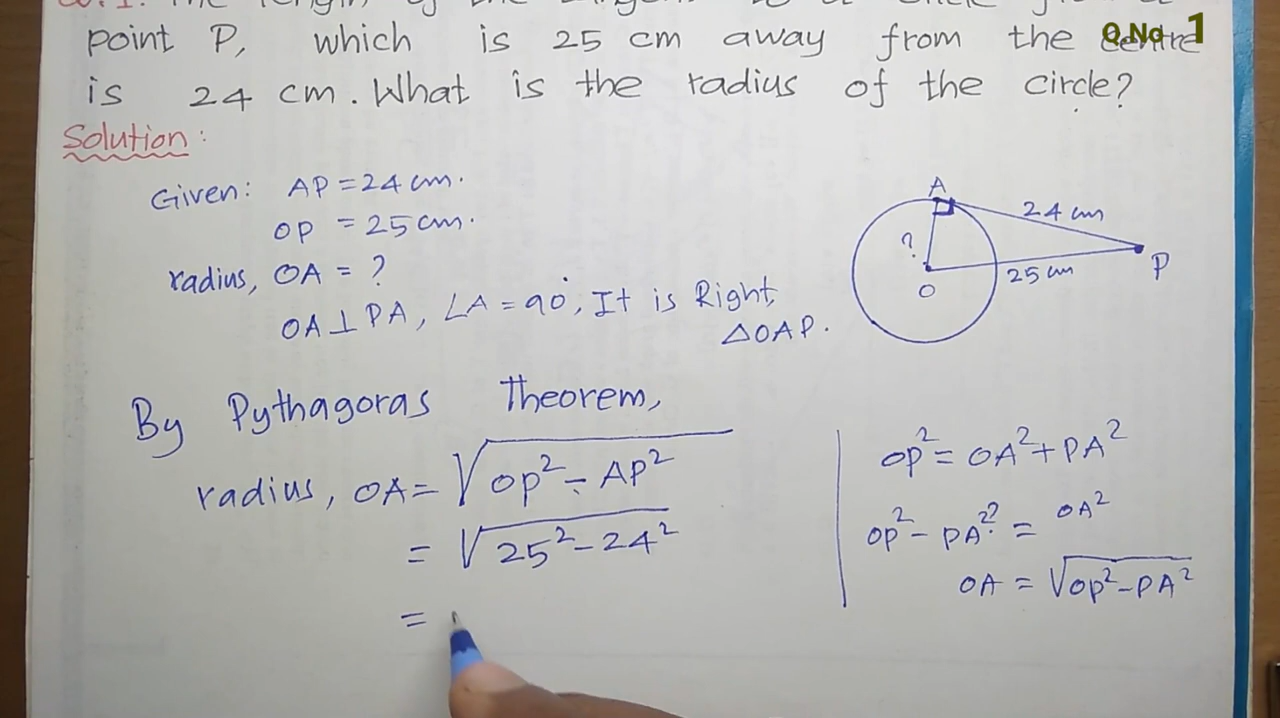 point P, which is 25 cm away from the centre
Q.No 1
is 24 cm. What is the radius of the circle?
Solution:
Given: AP = 24 cm.
OP = 25 cm.
radius, OA = ?
OA ⊥ PA, ∠A = 90°, It is Right
△OAP.
A
24 cm
?
25 cm
P
O
By Pythagoras Theorem,
radius, OA = √OP² - AP²
= √25² - 24²
=
OP² = OA² + PA²
OP² - PA² = OA²
OA = √OP² - PA²